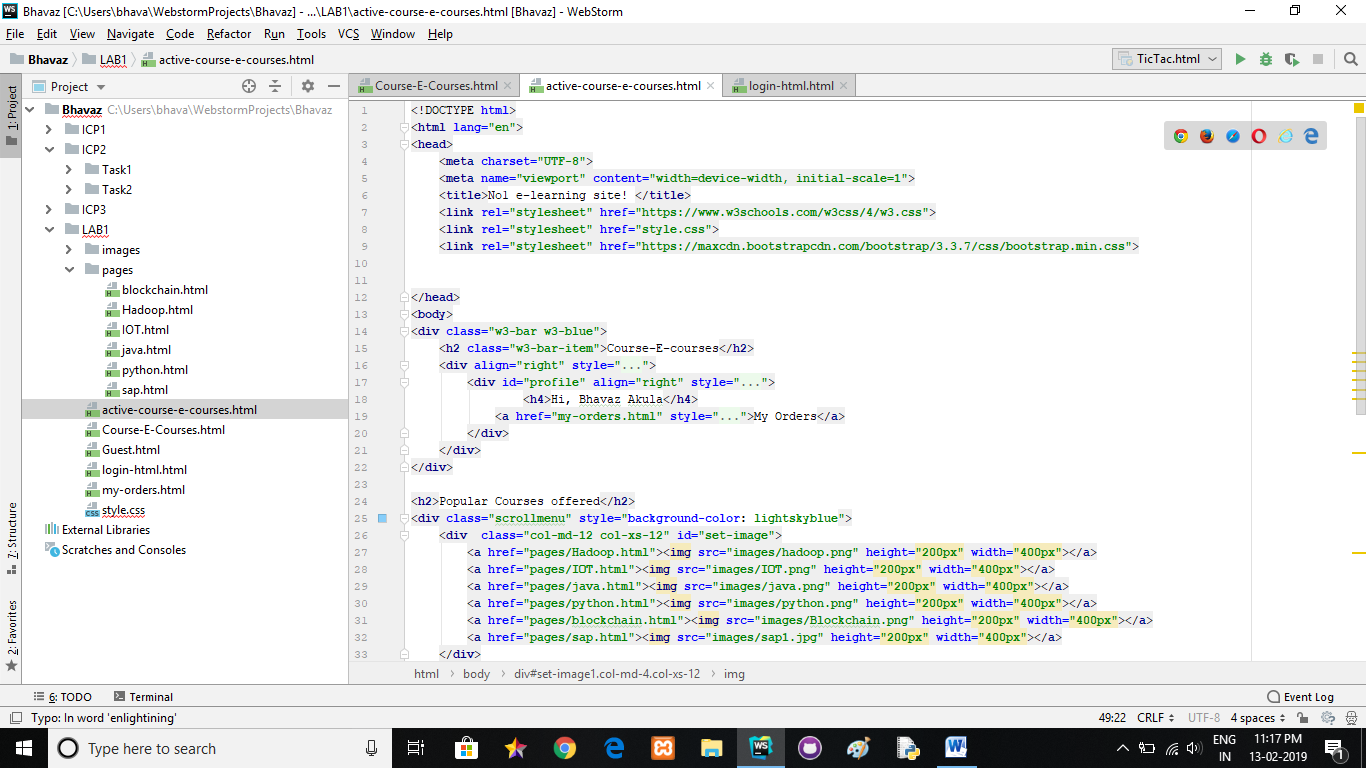 Bhavaz [C:\Users\bhava\WebstormProjects\Bhavaz] - ...\LAB1\active-course-e-courses.html [Bhavaz] - WebStorm
File Edit View Navigate Code Refactor Run Tools VCS Window Help
Bhavaz LAB1 active-course-e-courses.html TicTac.html
1: Project
7: Structure
2: Favorites
Project
Bhavaz C:\Users\bhava\WebstormProjects\Bhavaz
ICP1
ICP2
Task1
Task2
ICP3
LAB1
images
pages
blockchain.html
Hadoop.html
IOT.html
java.html
python.html
sap.html
active-course-e-courses.html
Course-E-Courses.html
Guest.html
login-html.html
my-orders.html
style.css
External Libraries
Scratches and Consoles
Course-E-Courses.html active-course-e-courses.html login-html.html
1 <!DOCTYPE html>
2 <html lang="en">
3 <head>
4 <meta charset="UTF-8">
5 <meta name="viewport" content="width=device-width, initial-scale=1">
6 <title>No1 e-learning site! </title>
7 <link rel="stylesheet" href="https://www.w3schools.com/w3css/4/w3.css">
8 <link rel="stylesheet" href="style.css">
9 <link rel="stylesheet" href="https://maxcdn.bootstrapcdn.com/bootstrap/3.3.7/css/bootstrap.min.css">
10
11
12 </head>
13 <body>
14 <div class="w3-bar w3-blue">
15 <h2 class="w3-bar-item">Course-E-courses</h2>
16 <div align="right" style="...">
17 <div id="profile" align="right" style="...">
18 <h4>Hi, Bhavaz Akula</h4>
19 <a href="my-orders.html" style="...">My Orders</a>
20 </div>
21 </div>
22 </div>
23
24 <h2>Popular Courses offered</h2>
25 <div class="scrollmenu" style="background-color: lightskyblue">
26 <div  class="col-md-12 col-xs-12" id="set-image">
27 <a href="pages/Hadoop.html"><img src="images/hadoop.png" height="200px" width="400px"></a>
28 <a href="pages/IOT.html"><img src="images/IOT.png" height="200px" width="400px"></a>
29 <a href="pages/java.html"><img src="images/java.png" height="200px" width="400px"></a>
30 <a href="pages/python.html"><img src="images/python.png" height="200px" width="400px"></a>
31 <a href="pages/blockchain.html"><img src="images/Blockchain.png" height="200px" width="400px"></a>
32 <a href="pages/sap.html"><img src="images/sap1.jpg" height="200px" width="400px"></a>
33 </div>
html body div#set-image1.col-md-4.col-xs-12 img
6: TODO Terminal Event Log
Typo: In word 'enlightining' 49:22 CRLF UTF-8 4 spaces
Type here to search ENG 11:17 PM
IN 13-02-2019 1